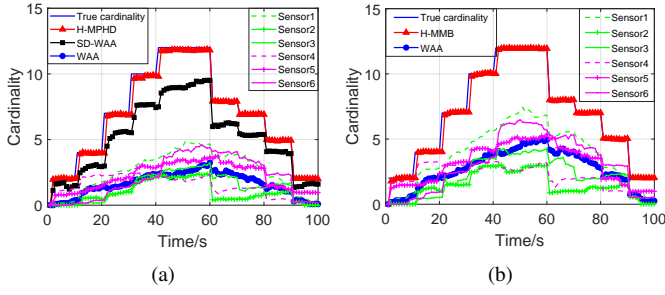 True cardinality
H-MPHD
SD-WAA
WAA
Sensor1
Sensor2
Sensor3
Sensor4
Sensor5
Sensor6
Cardinality
15
10
5
0
0 20 40 60 80 100
Time/s
(a)
True cardinality
H-MMB
WAA
Sensor1
Sensor2
Sensor3
Sensor4
Sensor5
Sensor6
Cardinality
15
10
5
0
0 20 40 60 80 100
Time/s
(b)